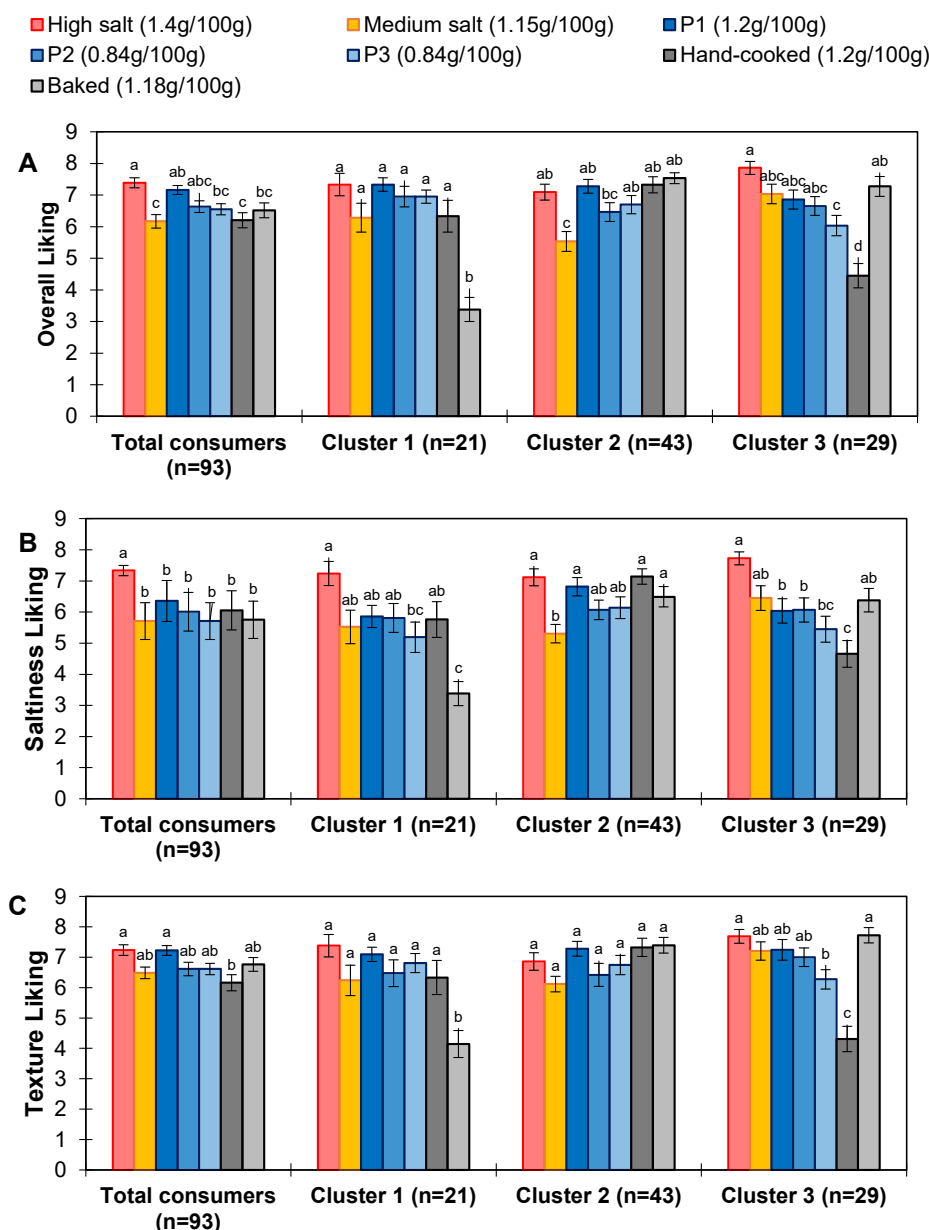 High salt (1.4g/100g) Medium salt (1.15g/100g) P1 (1.2g/100g)
P2 (0.84g/100g) P3 (0.84g/100g) Hand-cooked (1.2g/100g)
Baked (1.18g/100g)
A
Overall Liking
9
8
7
6
5
4
3
2
1
0
a c ab abc bc c bc
a a a a a a b
ab c ab bc ab ab ab
a abc abc abc c d ab
Total consumers Cluster 1 (n=21) Cluster 2 (n=43) Cluster 3 (n=29)
(n=93)
B
Saltiness Liking
9
8
7
6
5
4
3
2
1
0
a b b b b b b
a ab ab ab bc a c
a b a ab ab a a
a ab b b bc c ab
Total consumers Cluster 1 (n=21) Cluster 2 (n=43) Cluster 3 (n=29)
(n=93)
C
Texture Liking
9
8
7
6
5
4
3
2
1
0
a ab a ab ab b ab
a a a a a a b
a a a a a a a
a ab ab ab b c a
Total consumers Cluster 1 (n=21) Cluster 2 (n=43) Cluster 3 (n=29)
(n=93)